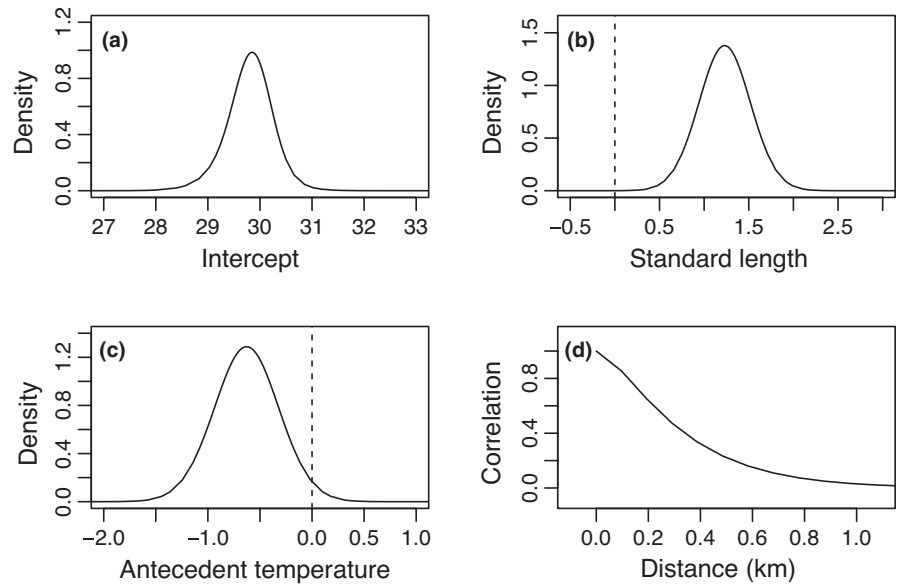 (a)
Density
0.0 0.4 0.8 1.2
27 28 29 30 31 32 33
Intercept
(b)
Density
0.0 0.5 1.0 1.5
−0.5 0.5 1.5 2.5
Standard length
(c)
Density
0.0 0.4 0.8 1.2
−2.0 −1.0 0.0 1.0
Antecedent temperature
(d)
Correlation
0.0 0.4 0.8
0.0 0.2 0.4 0.6 0.8 1.0
Distance (km)